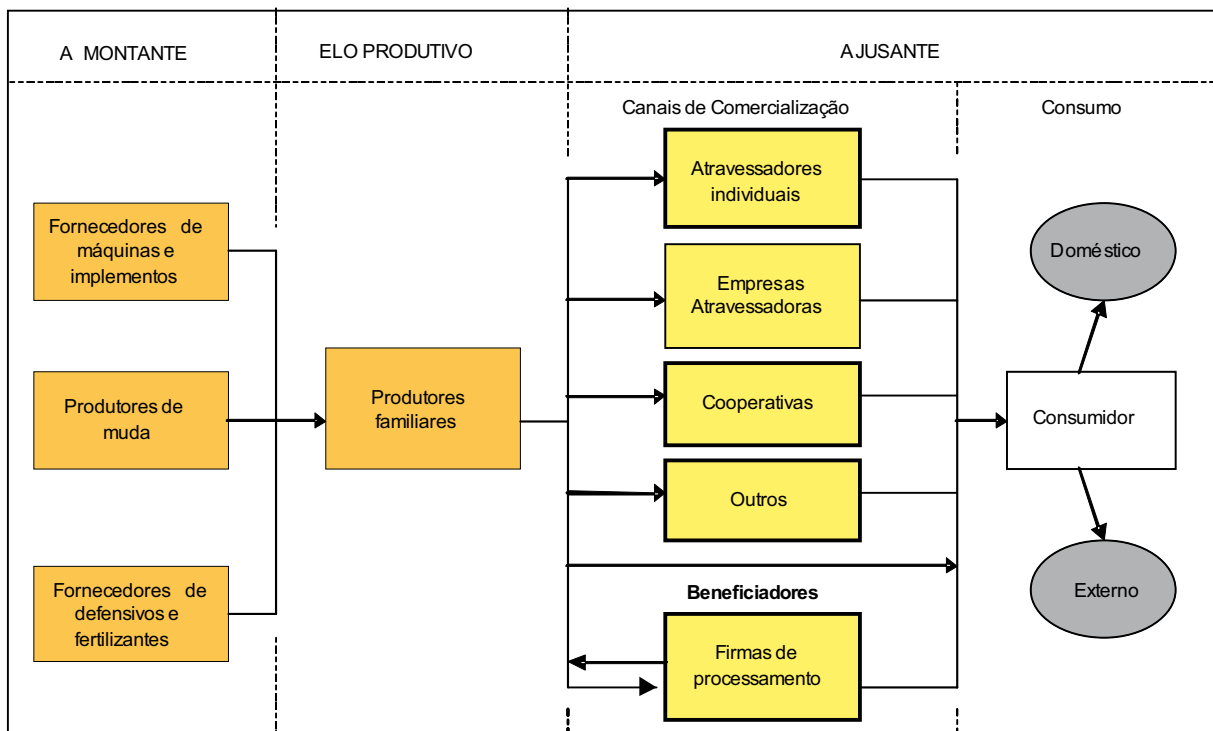 A MONTANTE
ELO PRODUTIVO
AJUSANTE
Canais de Comercialização
Consumo
Fornecedores de
máquinas e
implementos
Produtores de
muda
Fornecedores de
defensivos e
fertilizantes
Produtores
familiares
Atravessadores
individuais
Empresas
Atravessadoras
Cooperativas
Outros
Beneficiadores
Firmas de
processamento
Doméstico
Consumidor
Externo